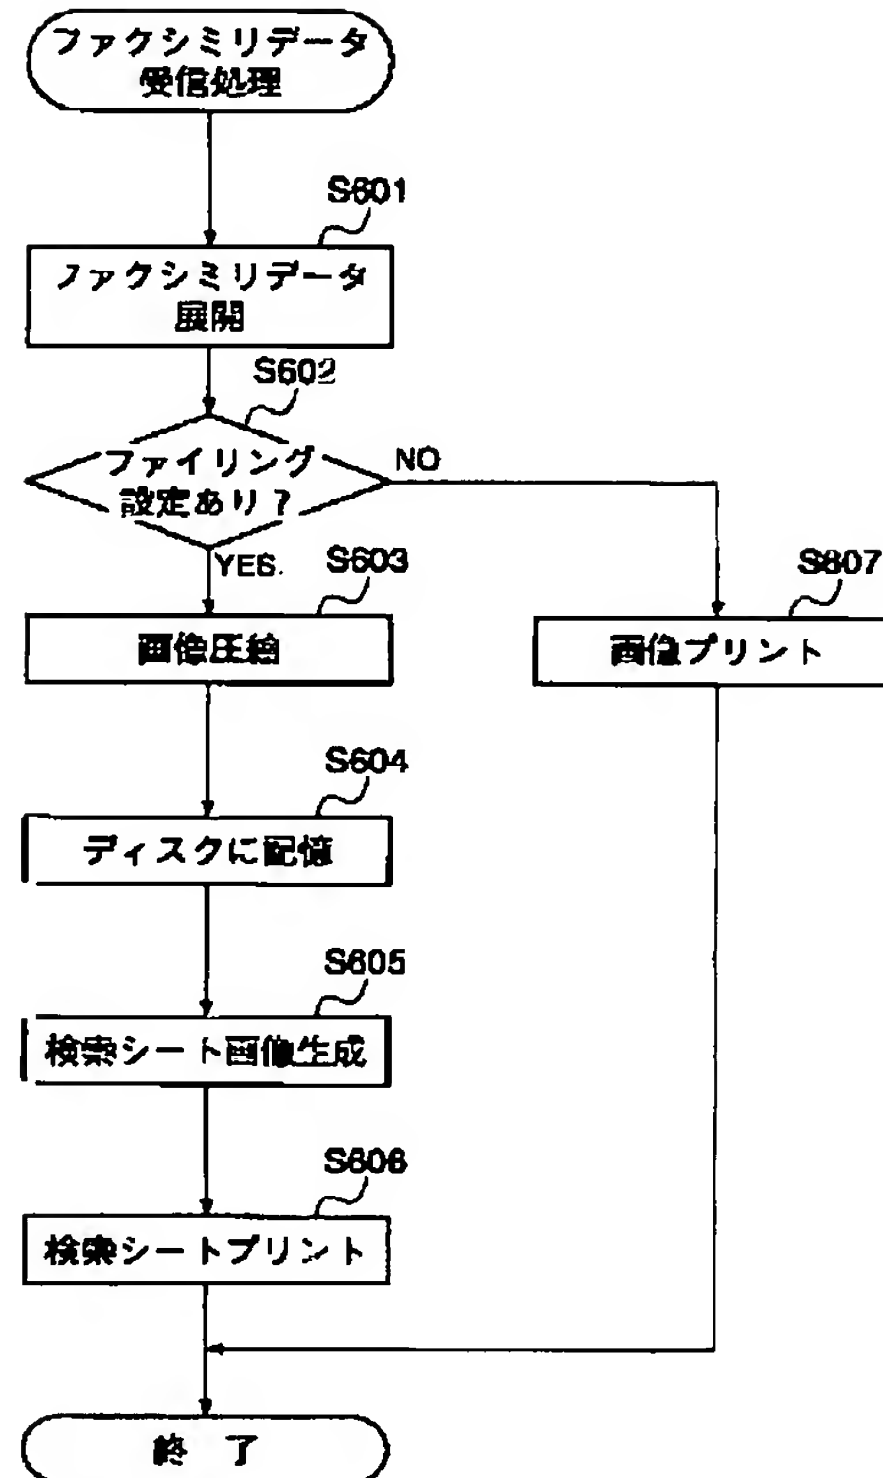 ファクシミリデータ
受信処理
S601
ファクシミリデータ
展開
S602
ファイリング
設定あり?
NO
YES.
S603
画像圧縮
S607
画像プリント
S604
ディスクに記憶
S605
検索シート画像生成
S606
検索シートプリント
終 了